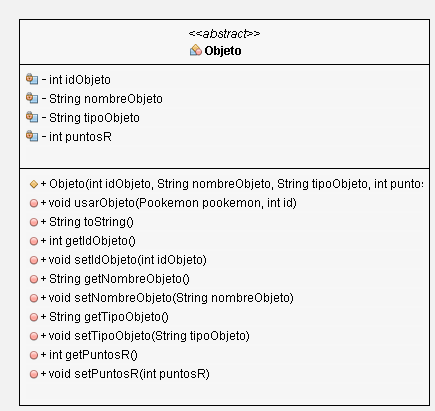 <<abstract>>
Objeto
- int idObjeto
- String nombreObjeto
- String tipoObjeto
- int puntosR
+ Objeto(int idObjeto, String nombreObjeto, String tipoObjeto, int puntos
+ void usarObjeto(Pookemon pookemon, int id)
+ String toString()
+ int getIdObjeto()
+ void setIdObjeto(int idObjeto)
+ String getNombreObjeto()
+ void setNombreObjeto(String nombreObjeto)
+ String getTipoObjeto()
+ void setTipoObjeto(String tipoObjeto)
+ int getPuntosR()
+ void setPuntosR(int puntosR)